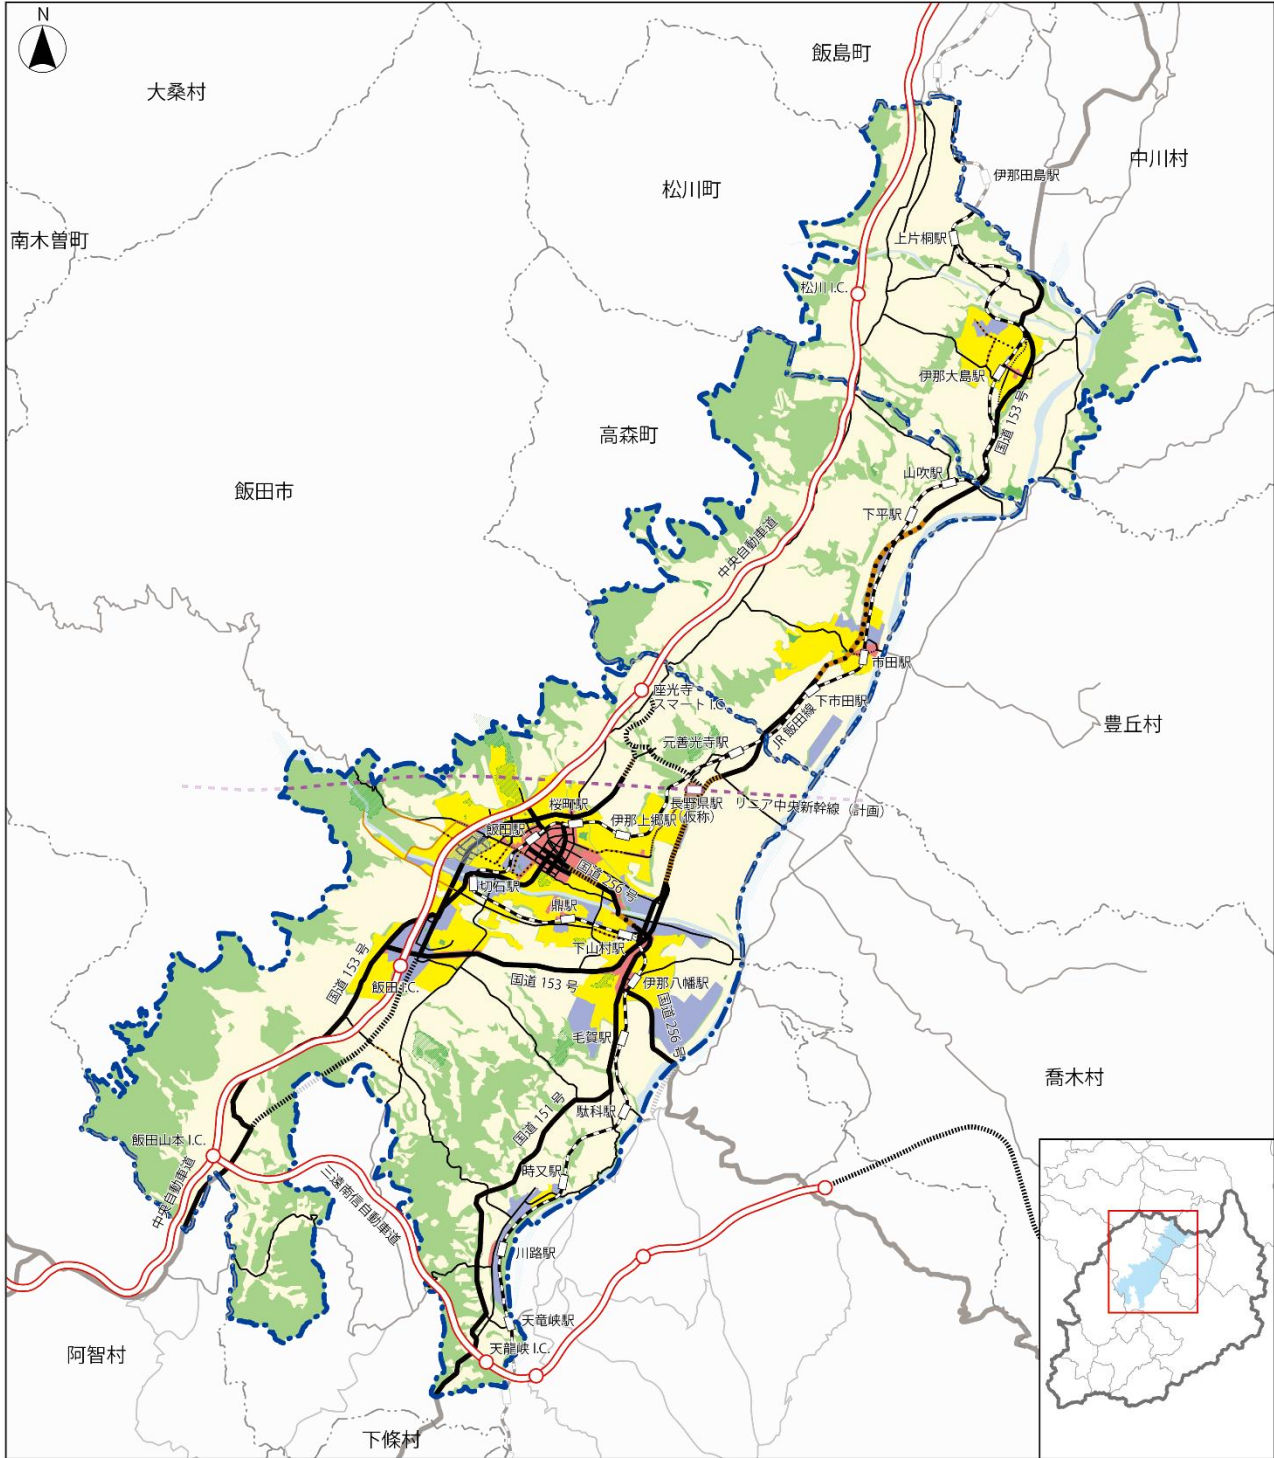 N
飯島町
大桑村
中川村
伊那田島駅
松川町
上片桐駅
南木曽町
松川 I.C.
伊那大島駅
国道 153 号
高森町
山吹駅
飯田市
下平駅
中央自動車道
市田駅
座光寺
スマート I.C.
下市田駅
豊丘村
JR 飯田線
元善光寺駅
桜町駅
長野県駅
(仮称)
リニア中央新幹線（計画）
飯田駅
伊那上郷駅
国道 256 号
切石駅
鼎駅
下山村駅
国道 153 号
国道 153 号
伊那八幡駅
飯田 I.C.
国道 256 号
毛賀駅
喬木村
駄科駅
国道 151 号
飯田山本 I.C.
時又駅
中央自動車道
三遠南信自動車道
川路駅
天竜峡駅
天龍峡 I.C.
阿智村
下條村